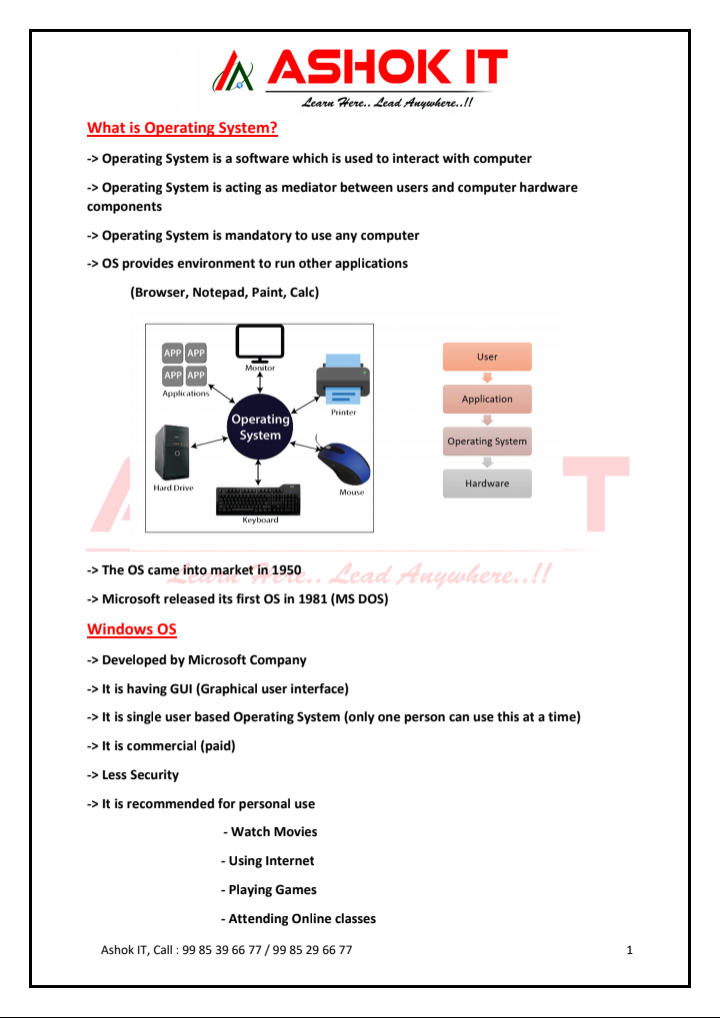 ASHOK IT
Learn Here.. Lead Anywhere..!!
What is Operating System?
-> Operating System is a software which is used to interact with computer
-> Operating System is acting as mediator between users and computer hardware
components
-> Operating System is mandatory to use any computer
-> OS provides environment to run other applications
(Browser, Notepad, Paint, Calc)
APP APP
APP APP
Applications
Monitor
Printer
Operating
System
Hard Drive
Mouse
Keyboard
User
Application
Operating System
Hardware
-> The OS came into market in 1950
Learn Here.. Lead Anywhere..!!
-> Microsoft released its first OS in 1981 (MS DOS)
Windows OS
-> Developed by Microsoft Company
-> It is having GUI (Graphical user interface)
-> It is single user based Operating System (only one person can use this at a time)
-> It is commercial (paid)
-> Less Security
-> It is recommended for personal use
- Watch Movies
- Using Internet
- Playing Games
- Attending Online classes
Ashok IT, Call : 99 85 39 66 77 / 99 85 29 66 77 1